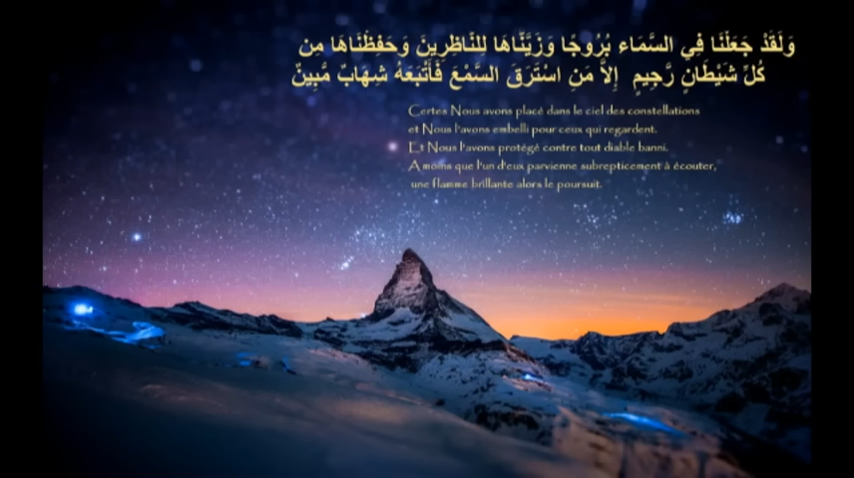 وَلَقَدْ جَعَلْنَا فِي السَّمَاء بُرُوجًا وَزَيَّنَّاهَا لِلنَّاظِرِينَ وَحَفِظْنَاهَا مِن
كُلِّ شَيْطَانٍ رَّجِيمٍ إِلاَّ مَنِ اسْتَرَقَ السَّمْعَ فَأَتْبَعَهُ شِهَابٌ مُّبِينٌ
Certes Nous avons placé dans le ciel des constellations
et Nous l'avons embelli pour ceux qui regardent.
Et Nous l'avons protégé contre tout diable banni.
A moins que l'un d'eux parvienne subrepticement à écouter,
une flamme brillante alors le poursuit.